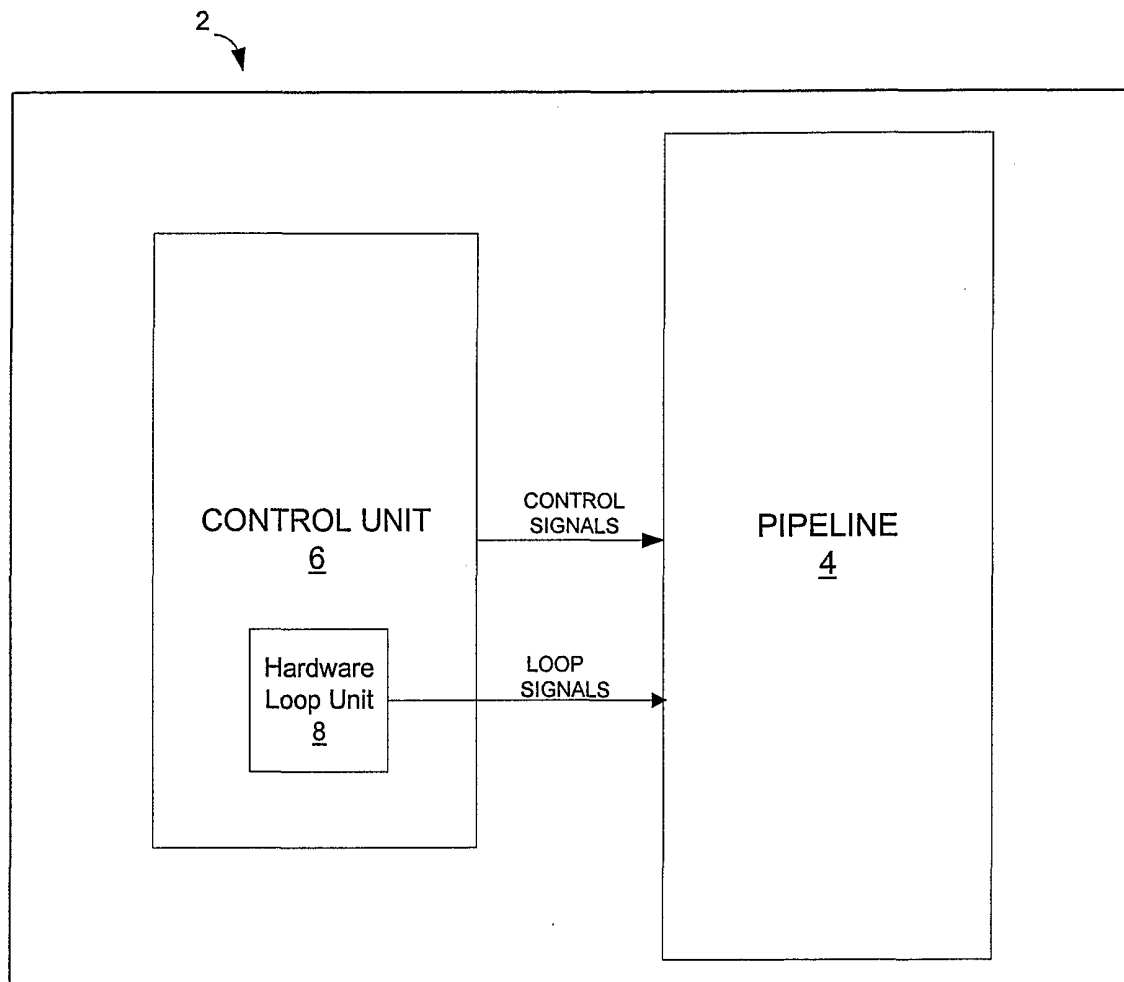 2
CONTROL UNIT
6
Hardware
Loop Unit
8
CONTROL
SIGNALS
LOOP
SIGNALS
PIPELINE
4